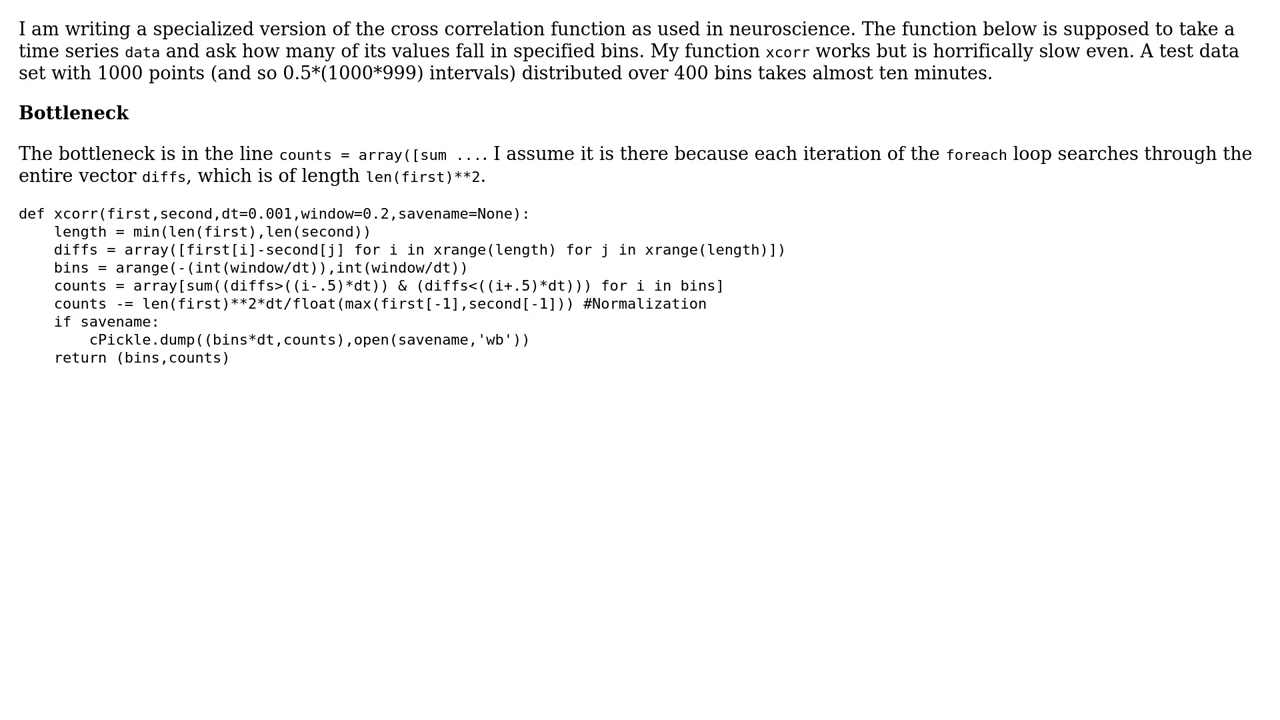 I am writing a specialized version of the cross correlation function as used in neuroscience. The function below is supposed to take a
time series data and ask how many of its values fall in specified bins. My function xcorr works but is horrifically slow even. A test data
set with 1000 points (and so 0.5*(1000*999) intervals) distributed over 400 bins takes almost ten minutes.
Bottleneck
The bottleneck is in the line counts = array([sum .... I assume it is there because each iteration of the foreach loop searches through the
entire vector diffs, which is of length len(first)**2.
def xcorr(first,second,dt=0.001,window=0.2,savename=None):
    length = min(len(first),len(second))
    diffs = array([first[i]-second[j] for i in xrange(length) for j in xrange(length)])
    bins = arange(-(int(window/dt)),int(window/dt))
    counts = array[sum((diffs>((i-.5)*dt)) & (diffs<((i+.5)*dt))) for i in bins]
    counts -= len(first)**2*dt/float(max(first[-1],second[-1])) #Normalization
    if savename:
        cPickle.dump((bins*dt,counts),open(savename,'wb'))
    return (bins,counts)